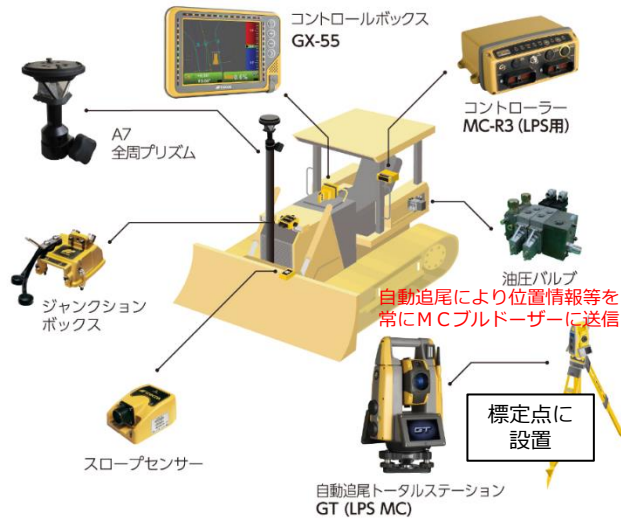 コントロールボックス
GX-55
コントローラー
MC-R3 (LPS用)
A7
全周プリズム
油圧バルブ
自動追尾により位置情報等を
常にMCブルドーザーに送信
ジャンクション
ボックス
標定点に
設置
スロープセンサー
GT
自動追尾トータルステーション
GT (LPS MC)